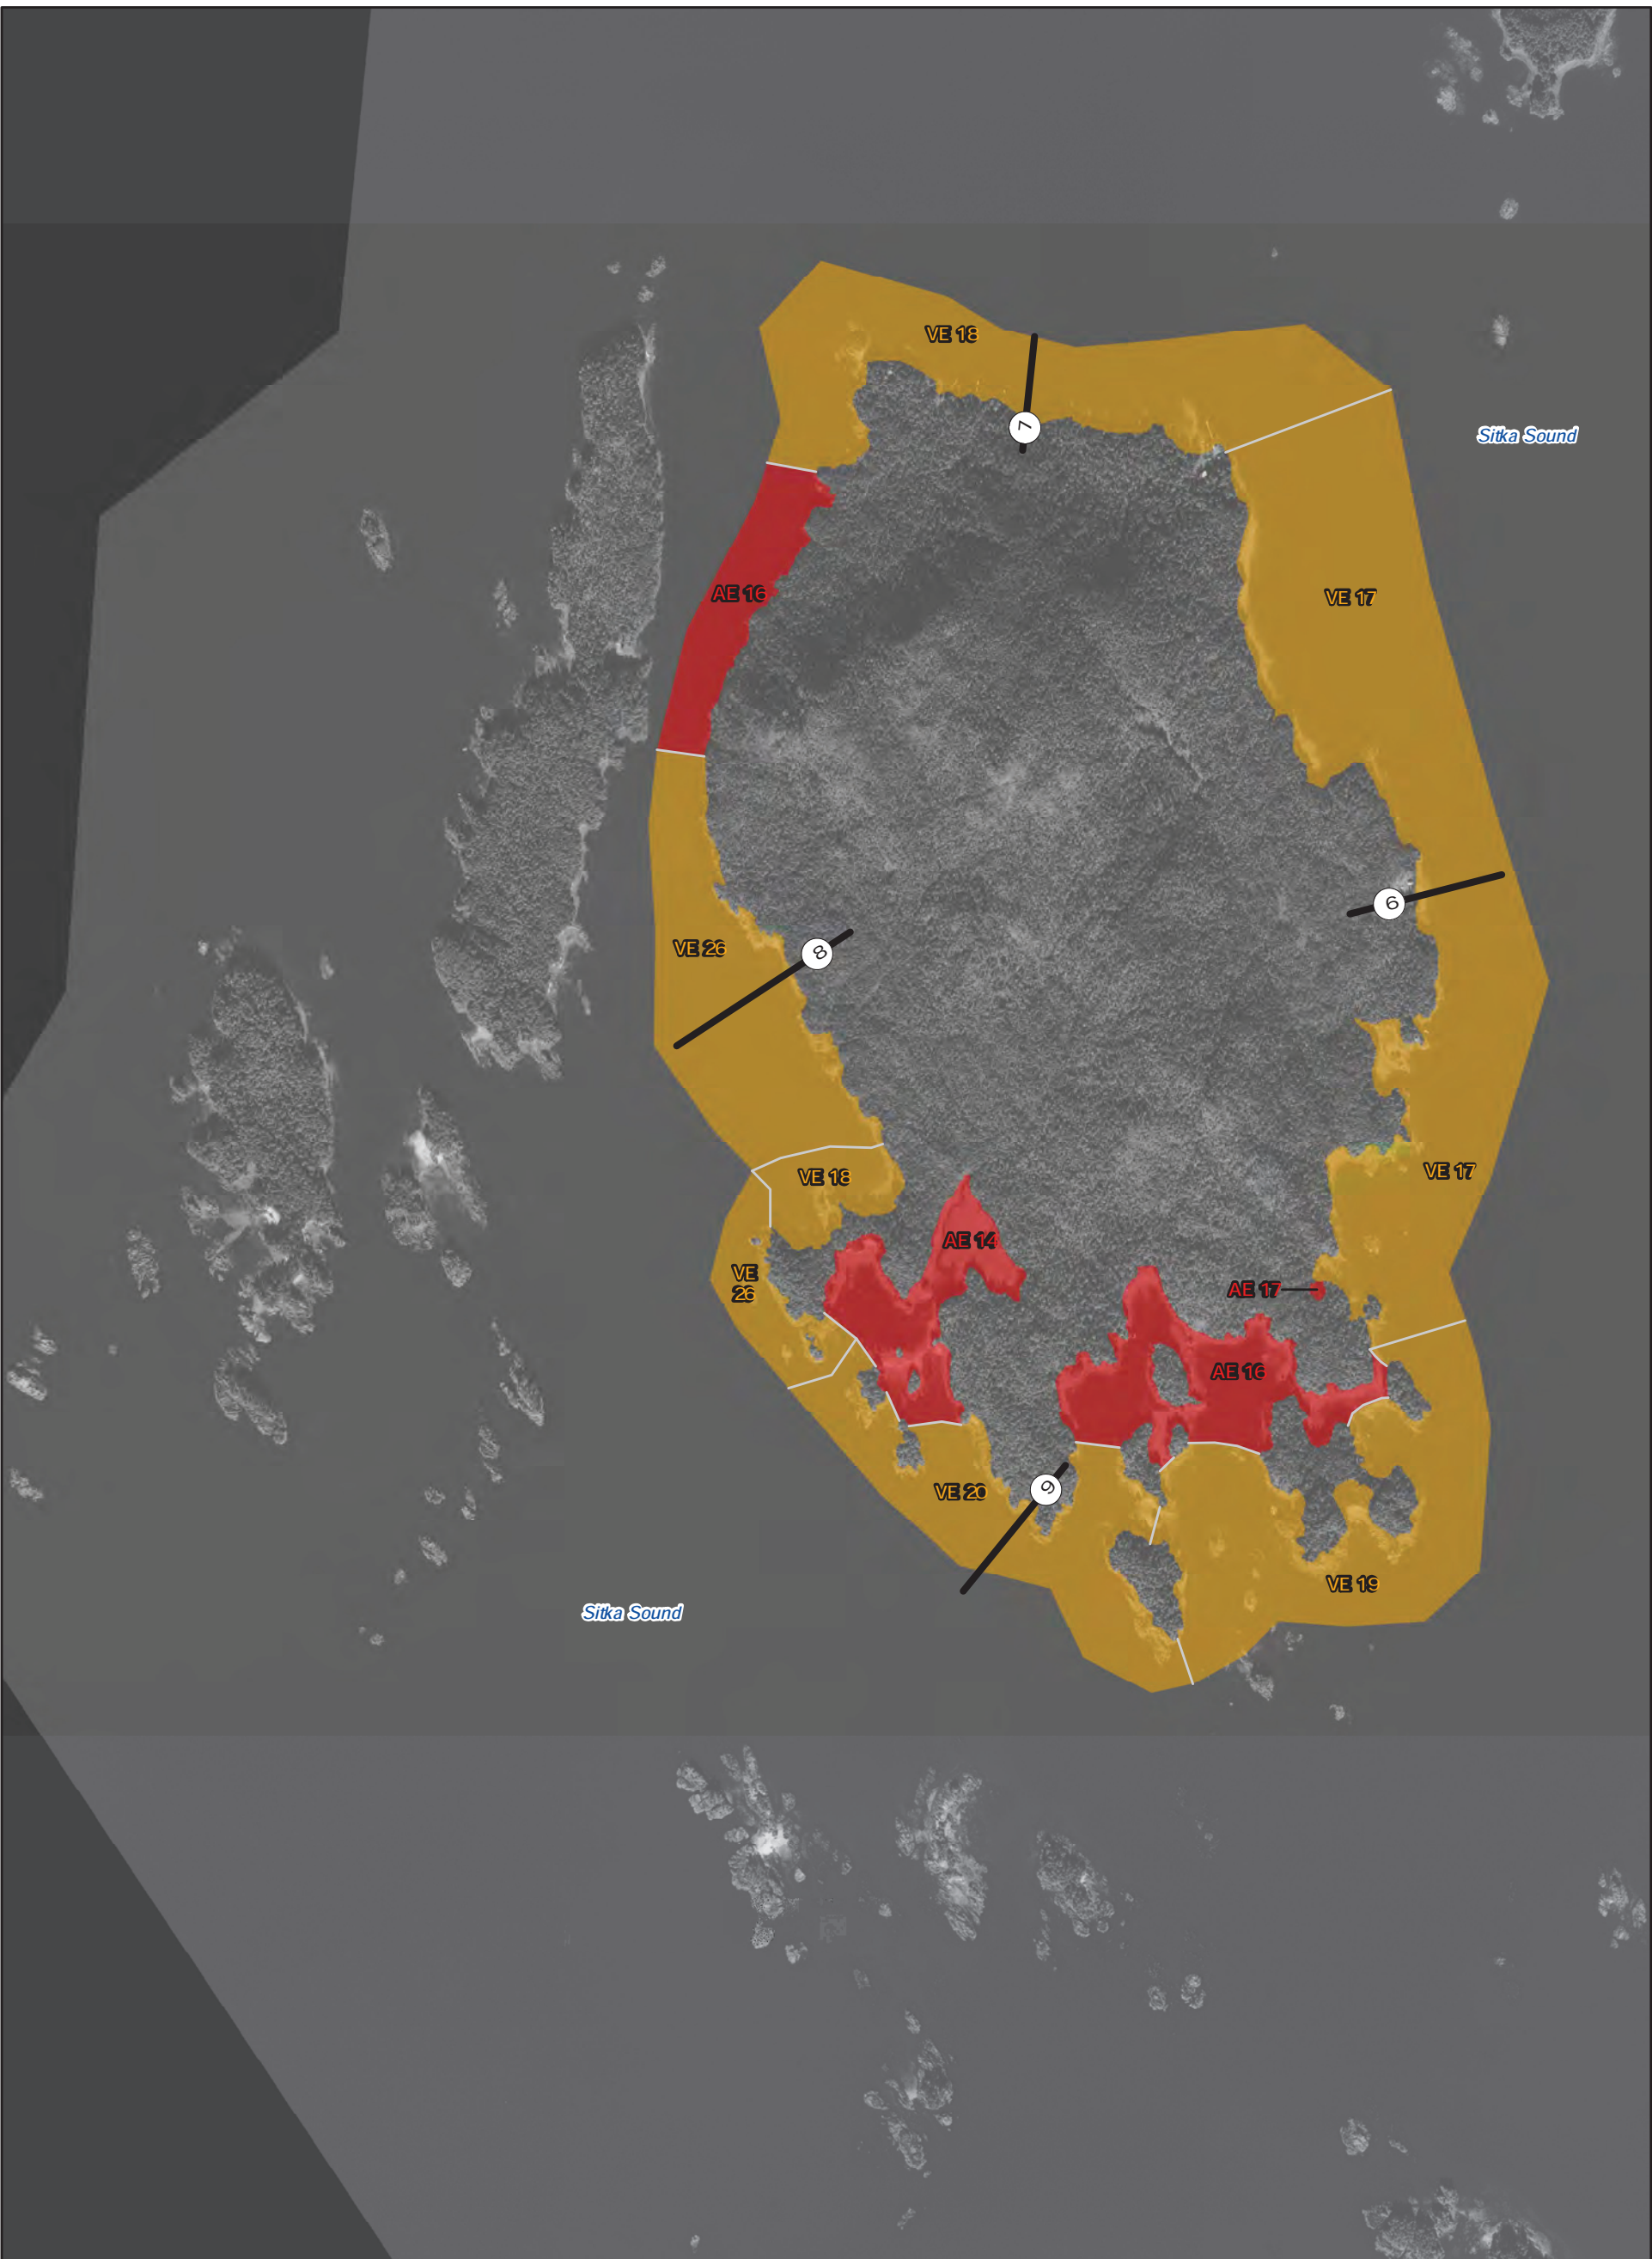 VE 18
7
Sitka Sound
AE 16
VE 17
6
VE 26
8
VE 17
VE 18
AE 14
VE
26
AE 17
AE 16
9
VE 20
VE 19
Sitka Sound